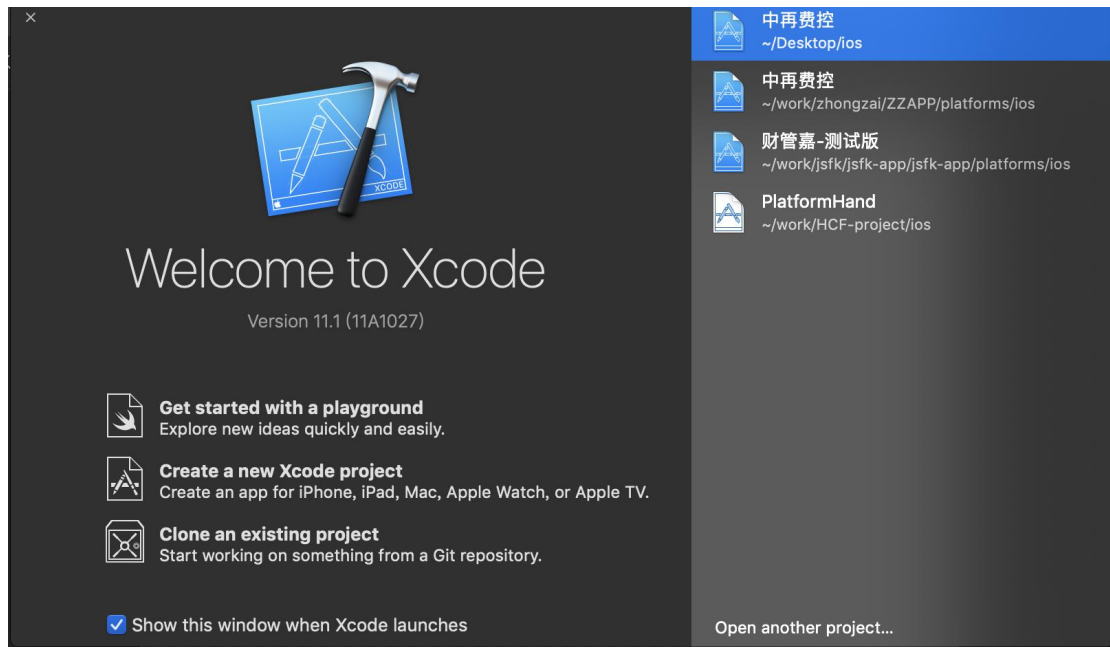 XCODE
Welcome to Xcode
Version 11.1 (11A1027)
Get started with a playground
Explore new ideas quickly and easily.
Create a new Xcode project
Create an app for iPhone, iPad, Mac, Apple Watch, or Apple TV.
Clone an existing project
Start working on something from a Git repository.
Show this window when Xcode launches
中再费控
~/Desktop/ios
中再费控
~/work/zhongzai/ZZAPP/platforms/ios
财管嘉-测试版
~/work/jsfk/jsfk-app/jsfk-app/platforms/ios
PlatformHand
~/work/HCF-project/ios
Open another project...